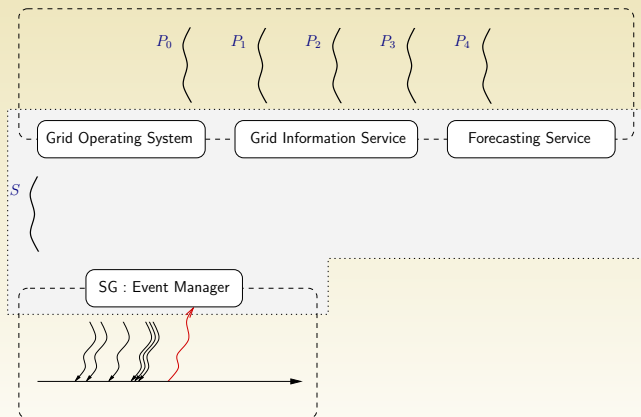 P0 P1 P2 P3 P4
Grid Operating System Grid Information Service Forecasting Service
S
SG : Event Manager